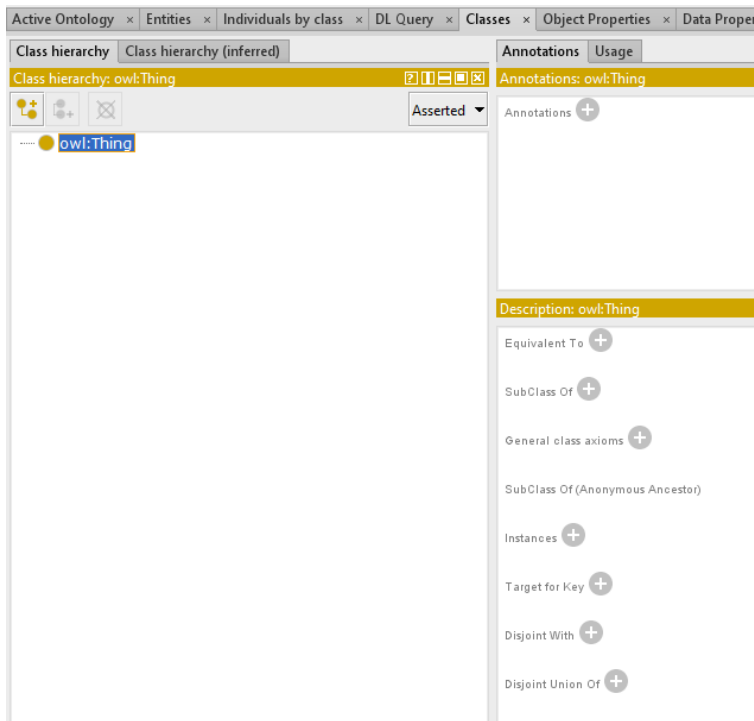 Active Ontology × Entities × Individuals by class × DL Query × Classes × Object Properties × Data Proper
Class hierarchy Class hierarchy (inferred)
Class hierarchy: owl:Thing
Asserted
owl:Thing
Annotations Usage
Annotations: owl:Thing
Annotations
Description: owl:Thing
Equivalent To
SubClass Of
General class axioms
SubClass Of (Anonymous Ancestor)
Instances
Target for Key
Disjoint With
Disjoint Union Of